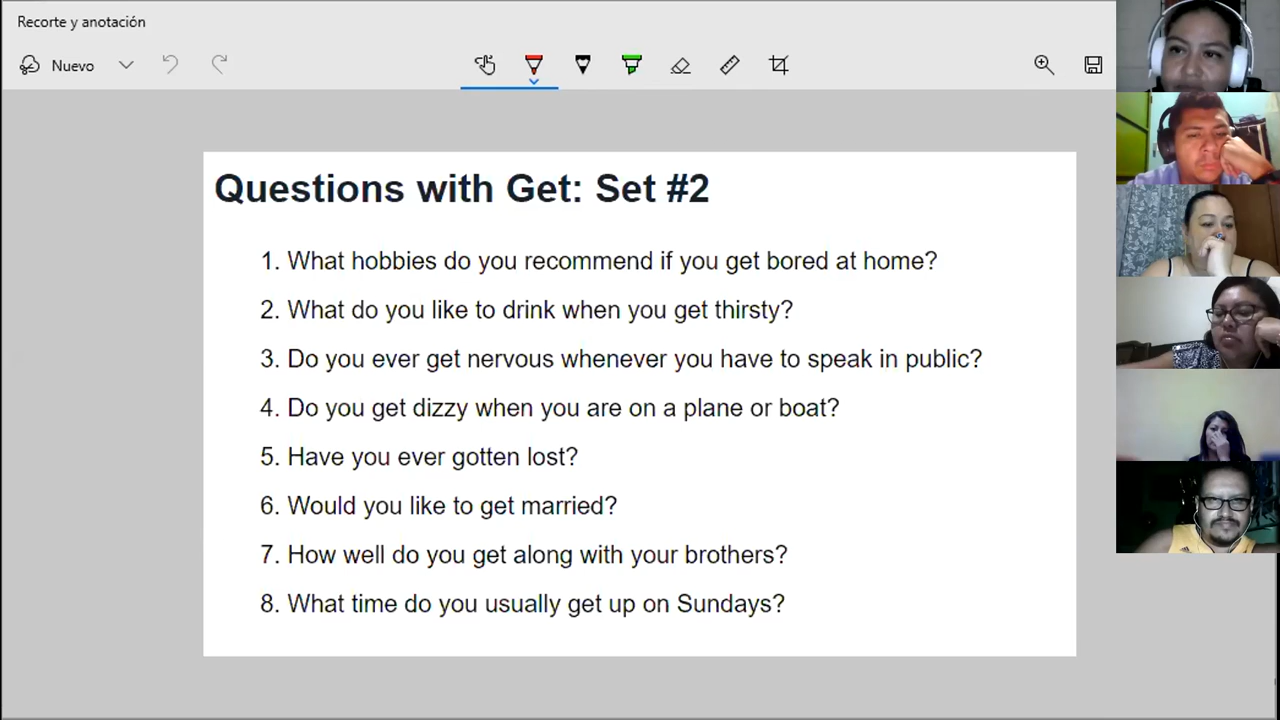 Recorte y anotación
Nuevo
Questions with Get: Set #2
1. What hobbies do you recommend if you get bored at home?
2. What do you like to drink when you get thirsty?
3. Do you ever get nervous whenever you have to speak in public?
4. Do you get dizzy when you are on a plane or boat?
5. Have you ever gotten lost?
6. Would you like to get married?
7. How well do you get along with your brothers?
8. What time do you usually get up on Sundays?